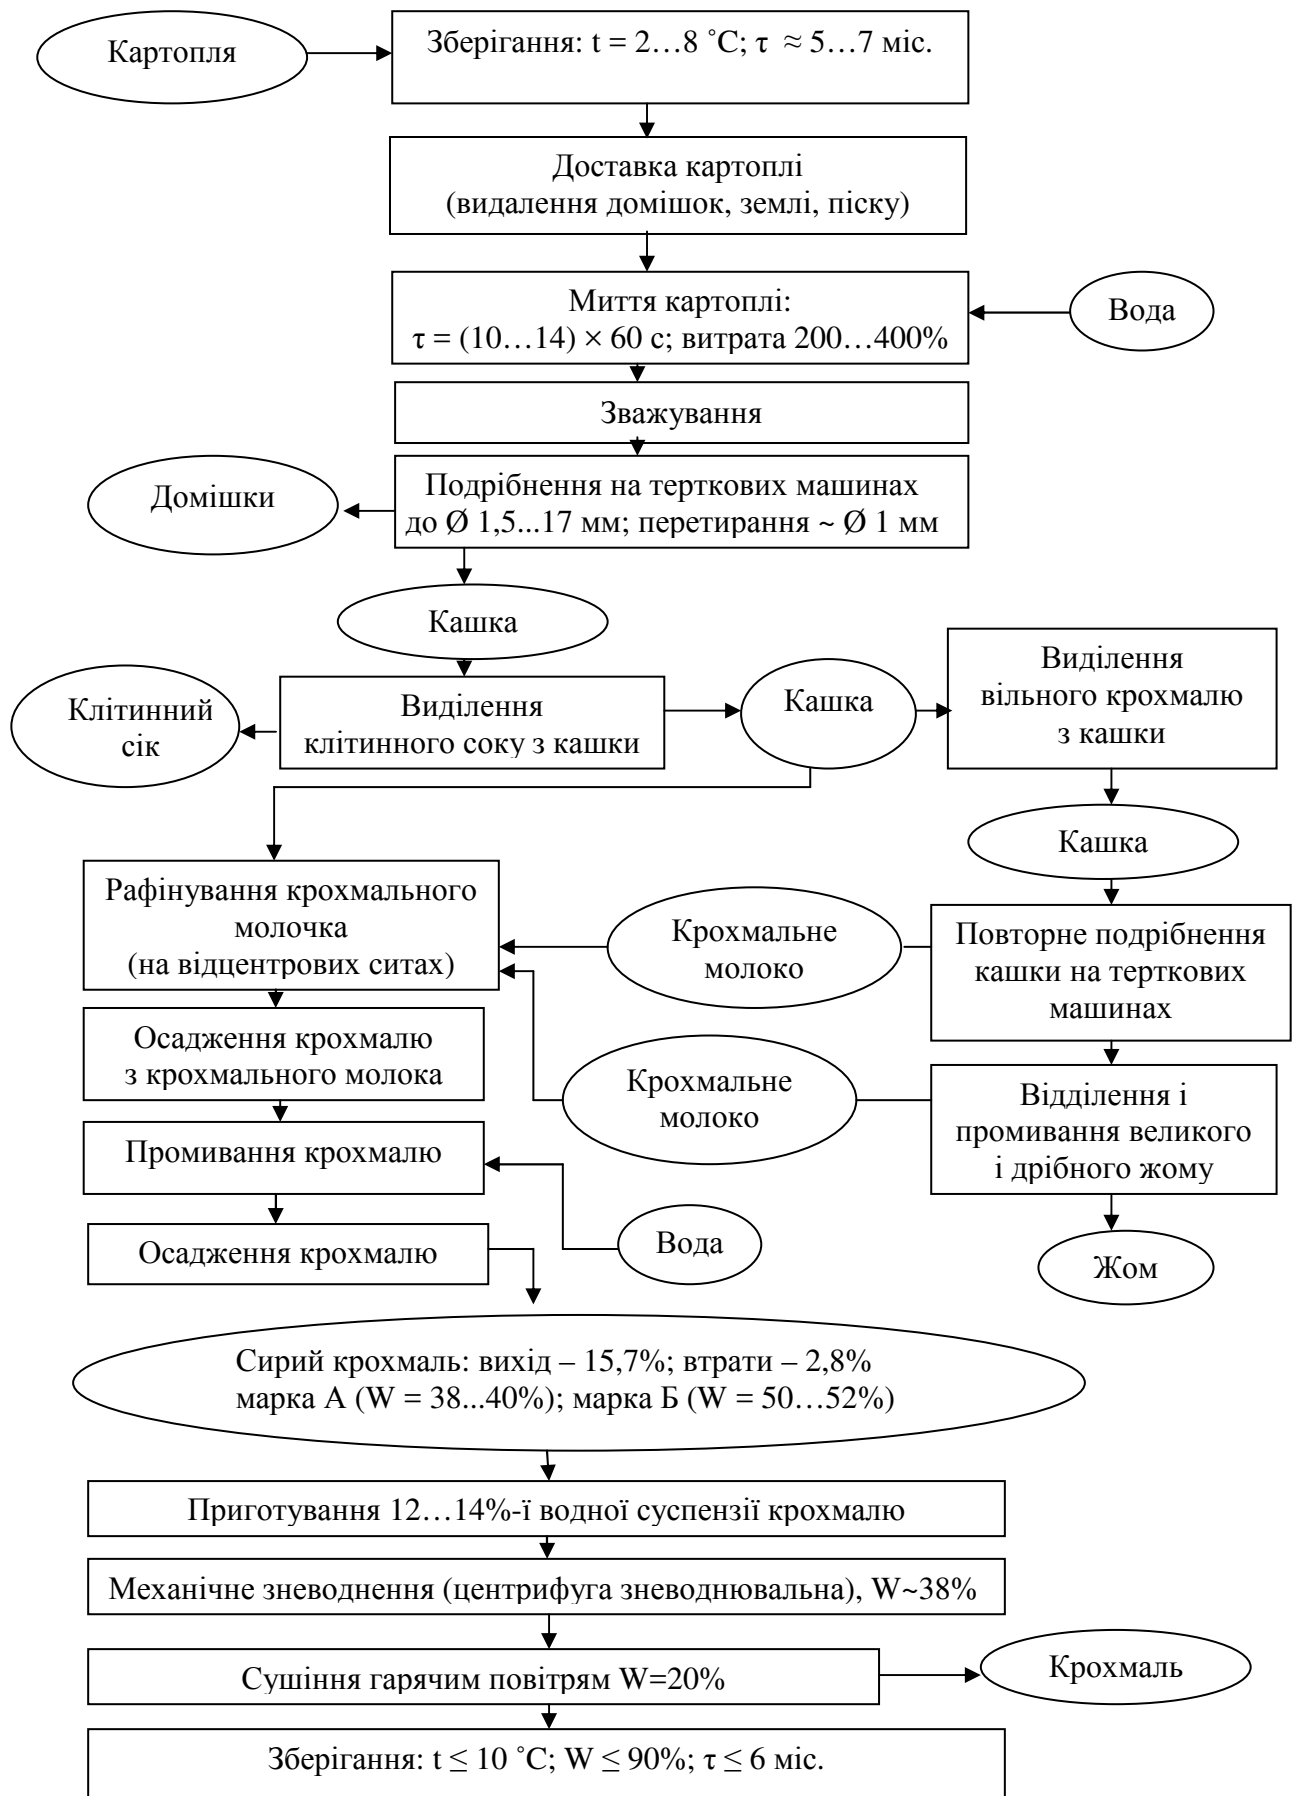 Картопля
Зберігання: t = 2…8 ˚С; τ ≈ 5…7 міс.
Доставка картоплі
(видалення домішок, землі, піску)
Миття картоплі:
τ = (10…14) × 60 с; витрата 200…400%
Вода
Зважування
Домішки
Подрібнення на терткових машинах
до Ø 1,5...17 мм; перетирання ~ Ø 1 мм
Кашка
Клітинний
сік
Виділення
клітинного соку з кашки
Кашка
Виділення
вільного крохмалю
з кашки
Кашка
Рафінування крохмального
молочка
(на відцентрових ситах)
Крохмальне
молоко
Повторне подрібнення
кашки на терткових
машинах
Осадження крохмалю
з крохмального молока
Крохмальне
молоко
Відділення і
промивання великого
і дрібного жому
Промивання крохмалю
Осадження крохмалю
Вода
Жом
Сирий крохмаль: вихід – 15,7%; втрати – 2,8%
марка А (W = 38...40%); марка Б (W = 50…52%)
Приготування 12…14%-ї водної суспензії крохмалю
Механічне зневоднення (центрифуга зневоднювальна), W~38%
Сушіння гарячим повітрям W=20%
Крохмаль
Зберігання: t ≤ 10 ˚С; W ≤ 90%; τ ≤ 6 міс.